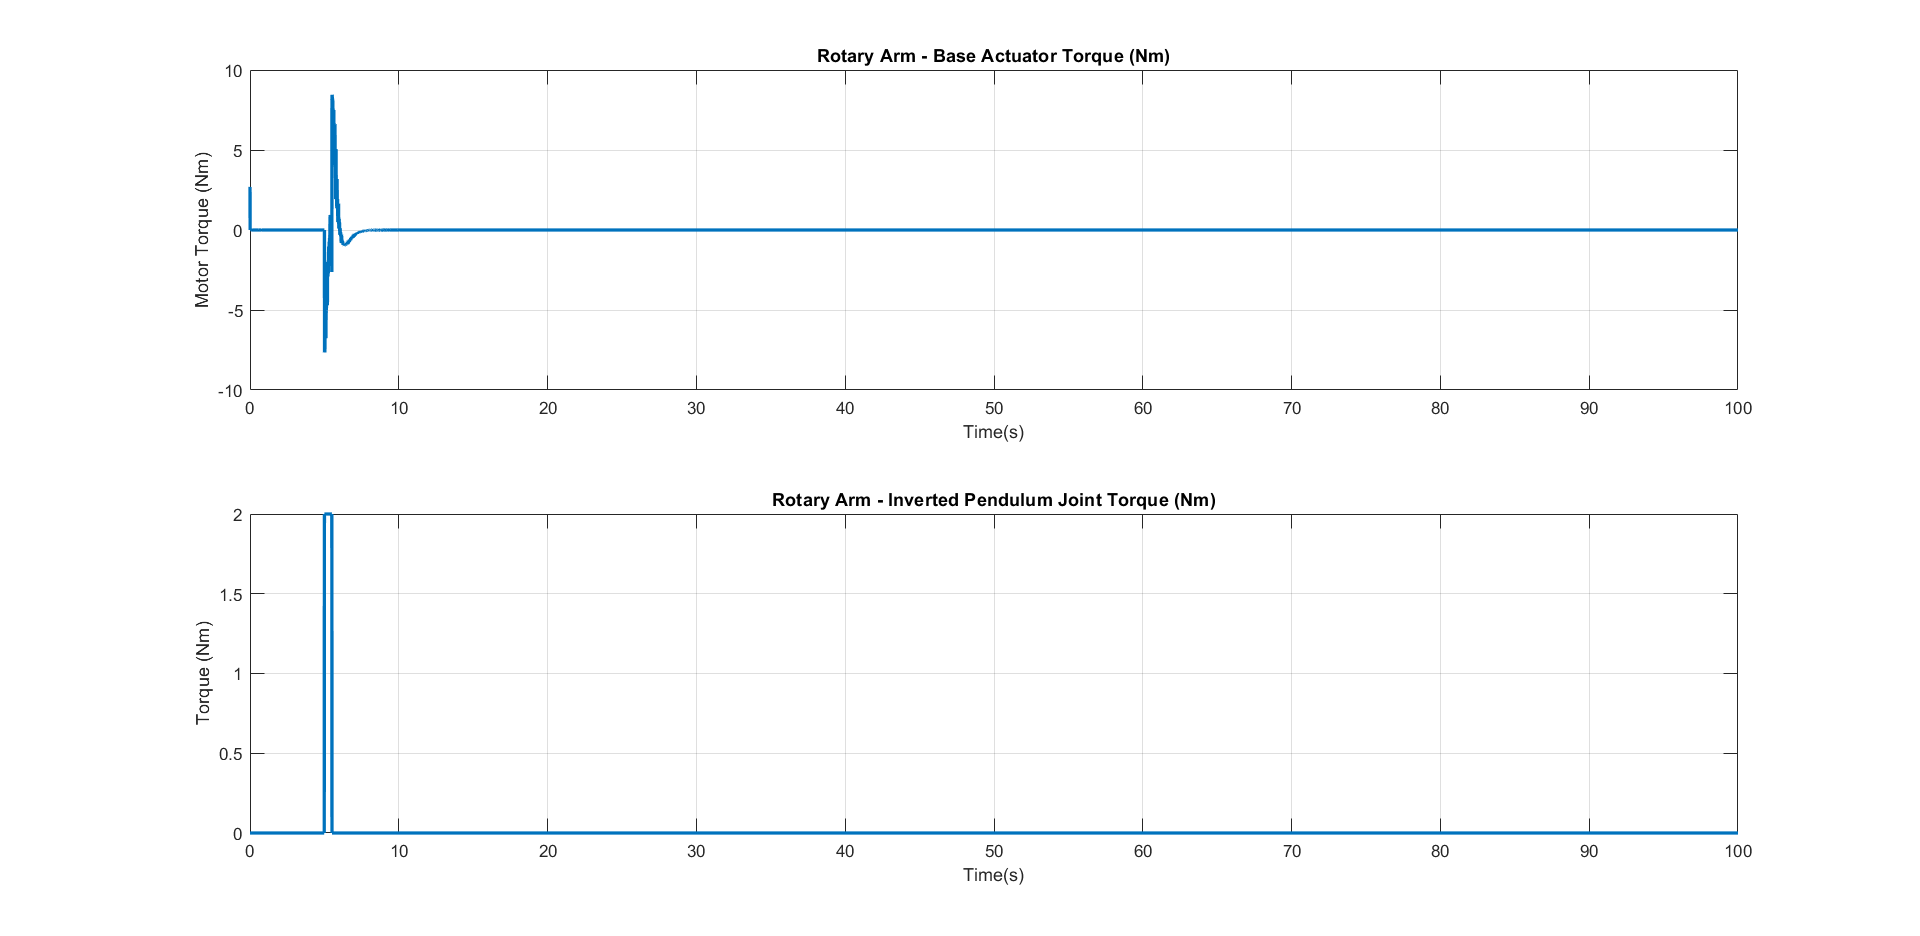 Rotary Arm - Base Actuator Torque (Nm)
Motor Torque (Nm)
10
5
0
-5
-10
0 10 20 30 40 50 60 70 80 90 100
Time(s)
Rotary Arm - Inverted Pendulum Joint Torque (Nm)
Torque (Nm)
2
1.5
1
0.5
0
0 10 20 30 40 50 60 70 80 90 100
Time(s)